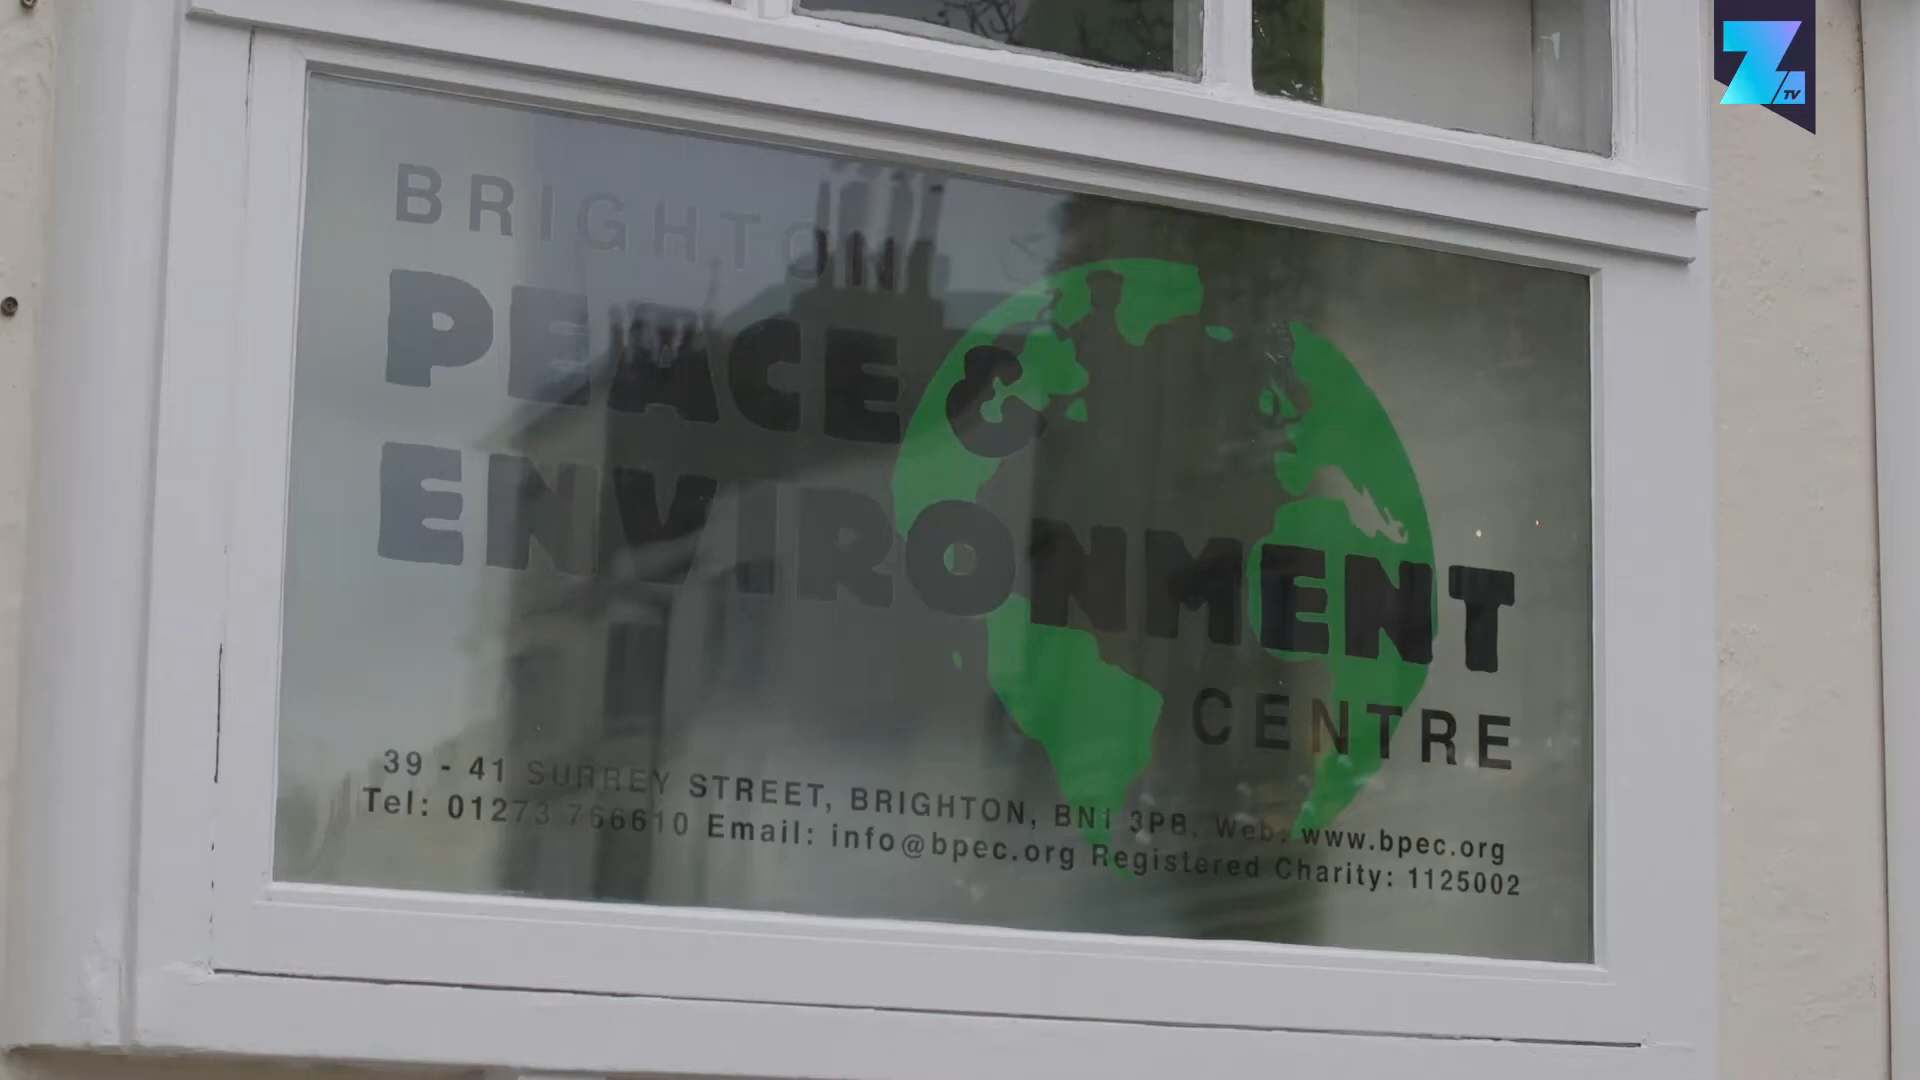 BRIGHTON
PEACE &
ENVIRONMENT
CENTRE
39 - 41 SURREY STREET, BRIGHTON, BN1 3PB. Web: www.bpec.org
Tel: 01273 766610 Email: info@bpec.org Registered Charity: 1125002
Z TV